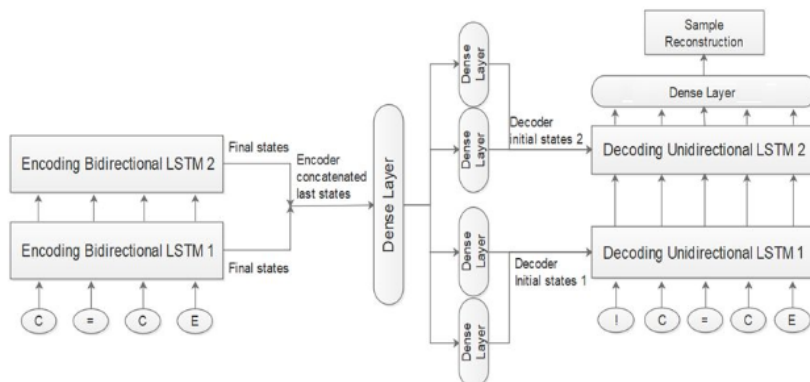 Sample
Reconstruction
Dense Layer
Dense
Layer
Dense
Layer
Decoder
initial states 2
Decoding Unidirectional LSTM 2
Final states
Encoding Bidirectional LSTM 2
Encoder
concatenated
last states
Dense Layer
Encoding Bidirectional LSTM 1
Final states
Dense
Layer
Dense
Layer
Decoder
Initial states 1
Decoding Unidirectional LSTM 1
C = C E
! C = C E